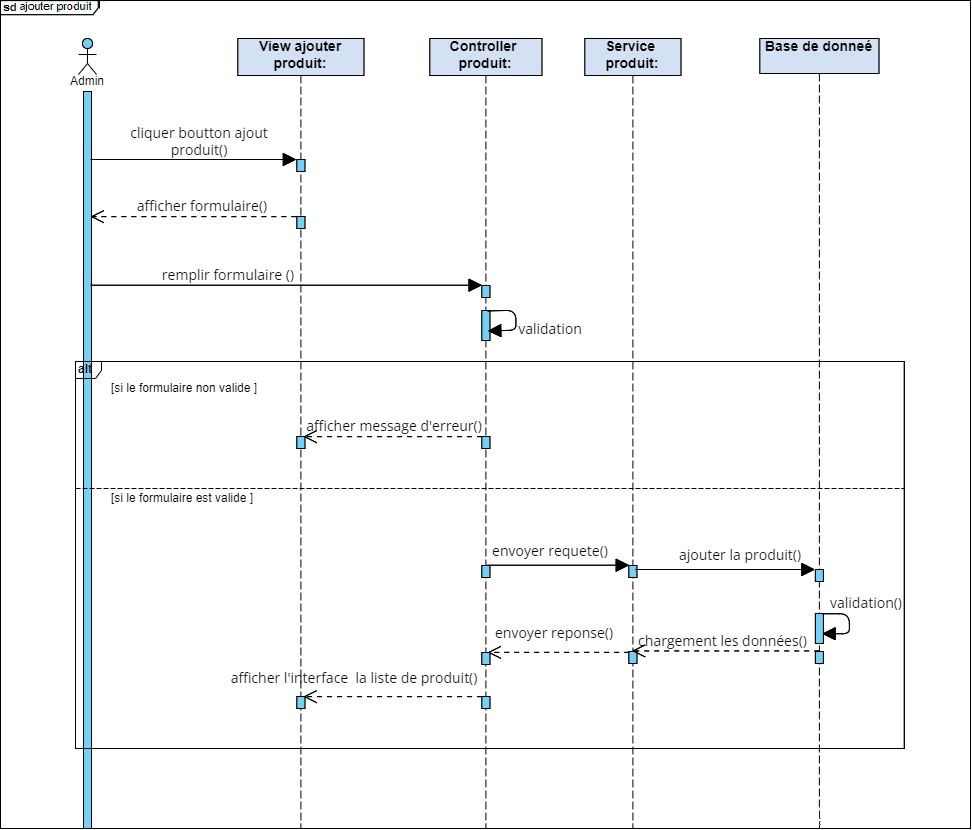 sd ajouter produit
Admin
View ajouter
produit:
Controller
produit:
Service
produit:
Base de donneé
cliquer boutton ajout
produit()
afficher formulaire()
remplir formulaire ()
validation
alt
[si le formulaire non valide ]
afficher message d'erreur()
[si le formulaire est valide ]
envoyer requete()
ajouter la produit()
validation()
envoyer reponse()
chargement les données()
afficher l'interface  la liste de produit()